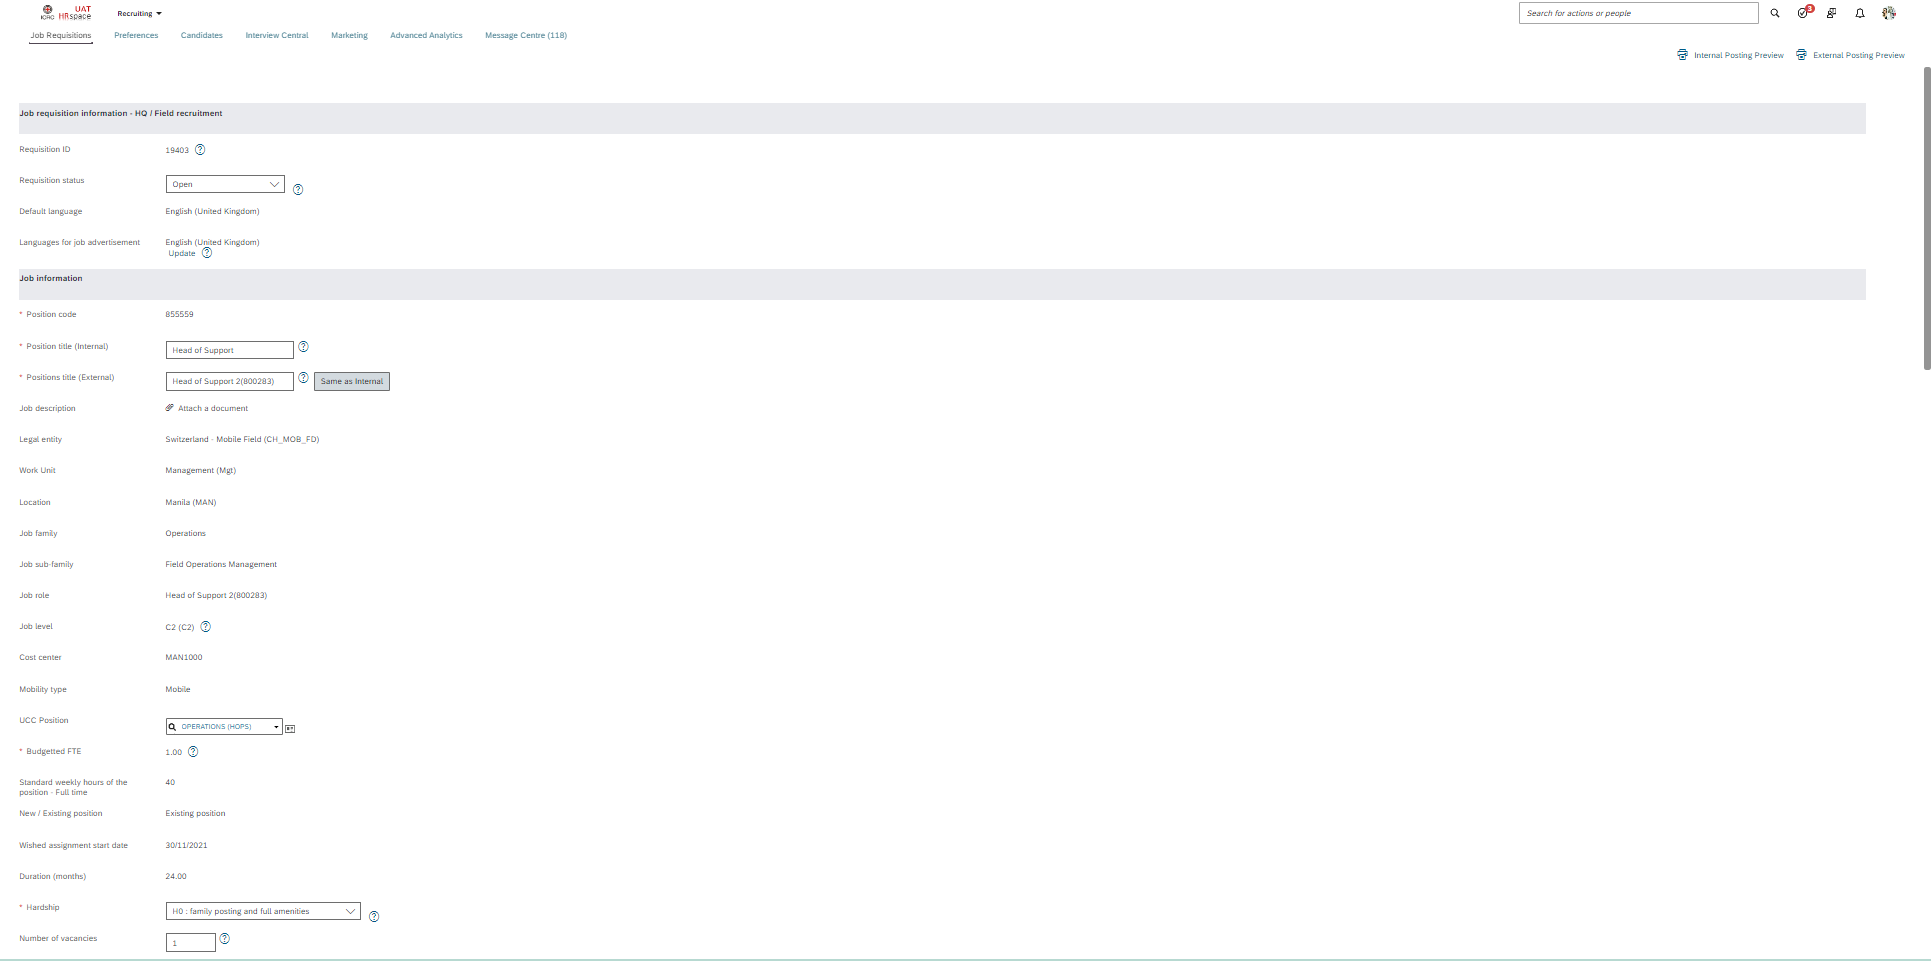 ICRC UAT HRspace Recruiting Search for actions or people 3
Job Requisitions Preferences Candidates Interview Central Marketing Advanced Analytics Message Centre (118)
Internal Posting Preview External Posting Preview
Job requisition information - HQ / Field recruitment
Requisition ID 19403
Requisition status Open
Default language English (United Kingdom)
Languages for job advertisement English (United Kingdom)
Update
Job information
* Position code 855559
* Position title (Internal) Head of Support
* Positions title (External) Head of Support 2(800283) Same as Internal
Job description Attach a document
Legal entity Switzerland - Mobile Field (CH_MOB_FD)
Work Unit Management (Mgt)
Location Manila (MAN)
Job family Operations
Job sub-family Field Operations Management
Job role Head of Support 2(800283)
Job level C2 (C2)
Cost center MAN1000
Mobility type Mobile
UCC Position OPERATIONS (HOPS)
* Budgetted FTE 1.00
Standard weekly hours of the 40
position - Full time
New / Existing position Existing position
Wished assignment start date 30/11/2021
Duration (months) 24.00
* Hardship H0 : family posting and full amenities
Number of vacancies 1